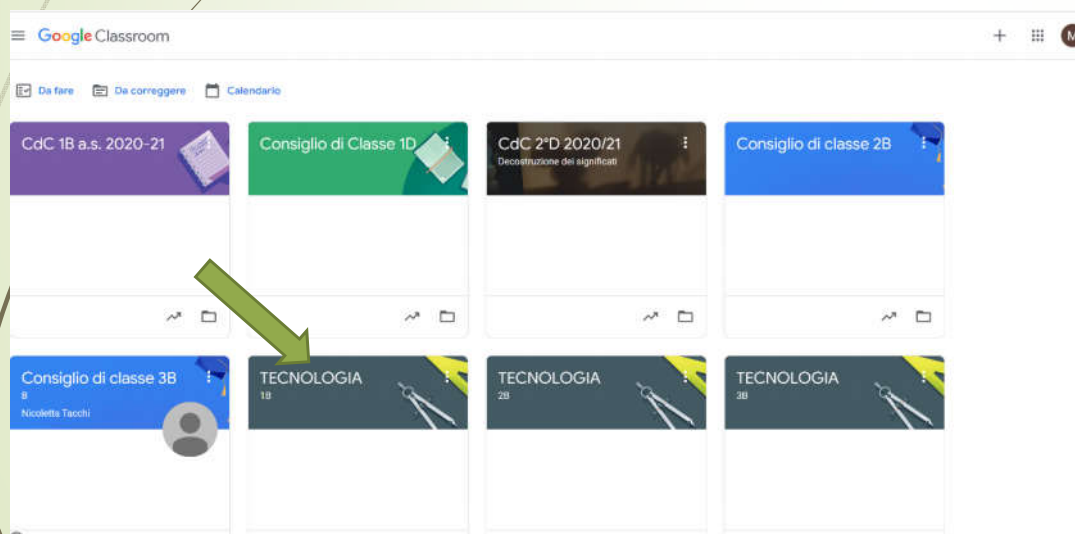 Google Classroom
M
Da fare
Da correggere
Calendario
CdC 1B a.s. 2020-21
Consiglio di Classe 1D
CdC 2°D 2020/21
Decostruzione dei significati
Consiglio di classe 2B
Consiglio di classe 3B
B
Nicoletta Tacchi
TECNOLOGIA
1B
TECNOLOGIA
2B
TECNOLOGIA
3B